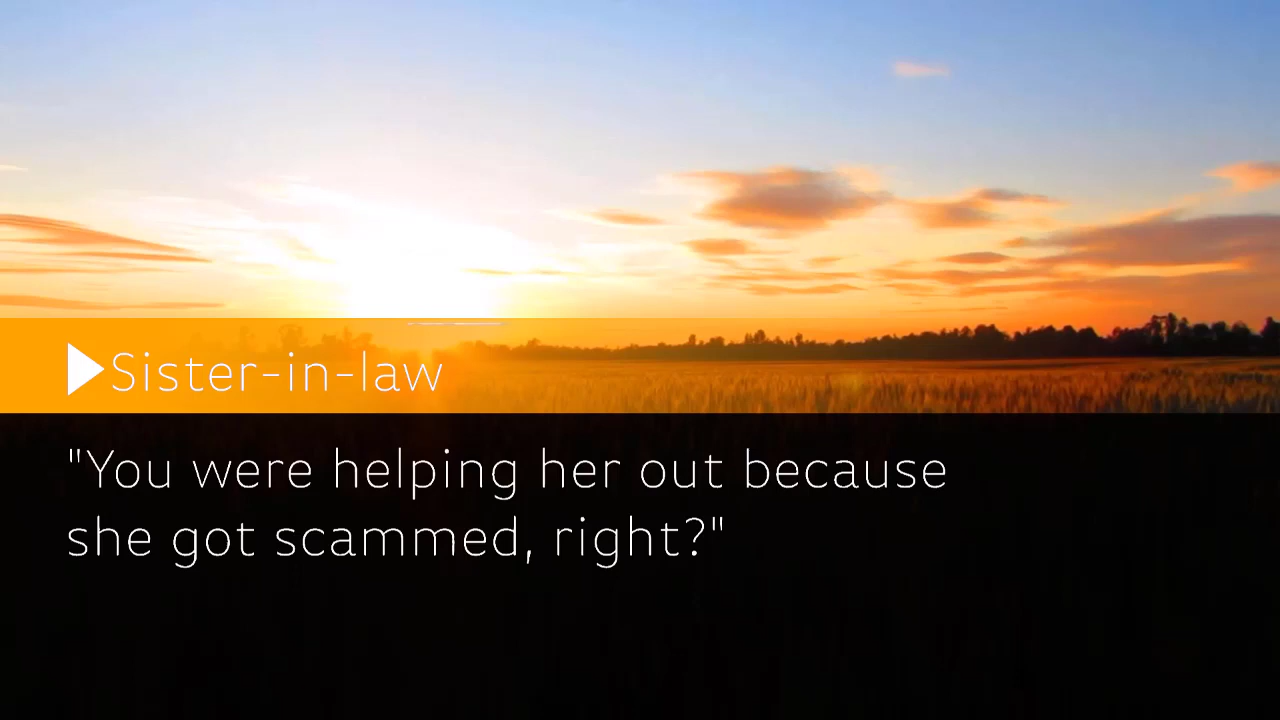 Sister-in-law
"You were helping her out because
she got scammed, right?"